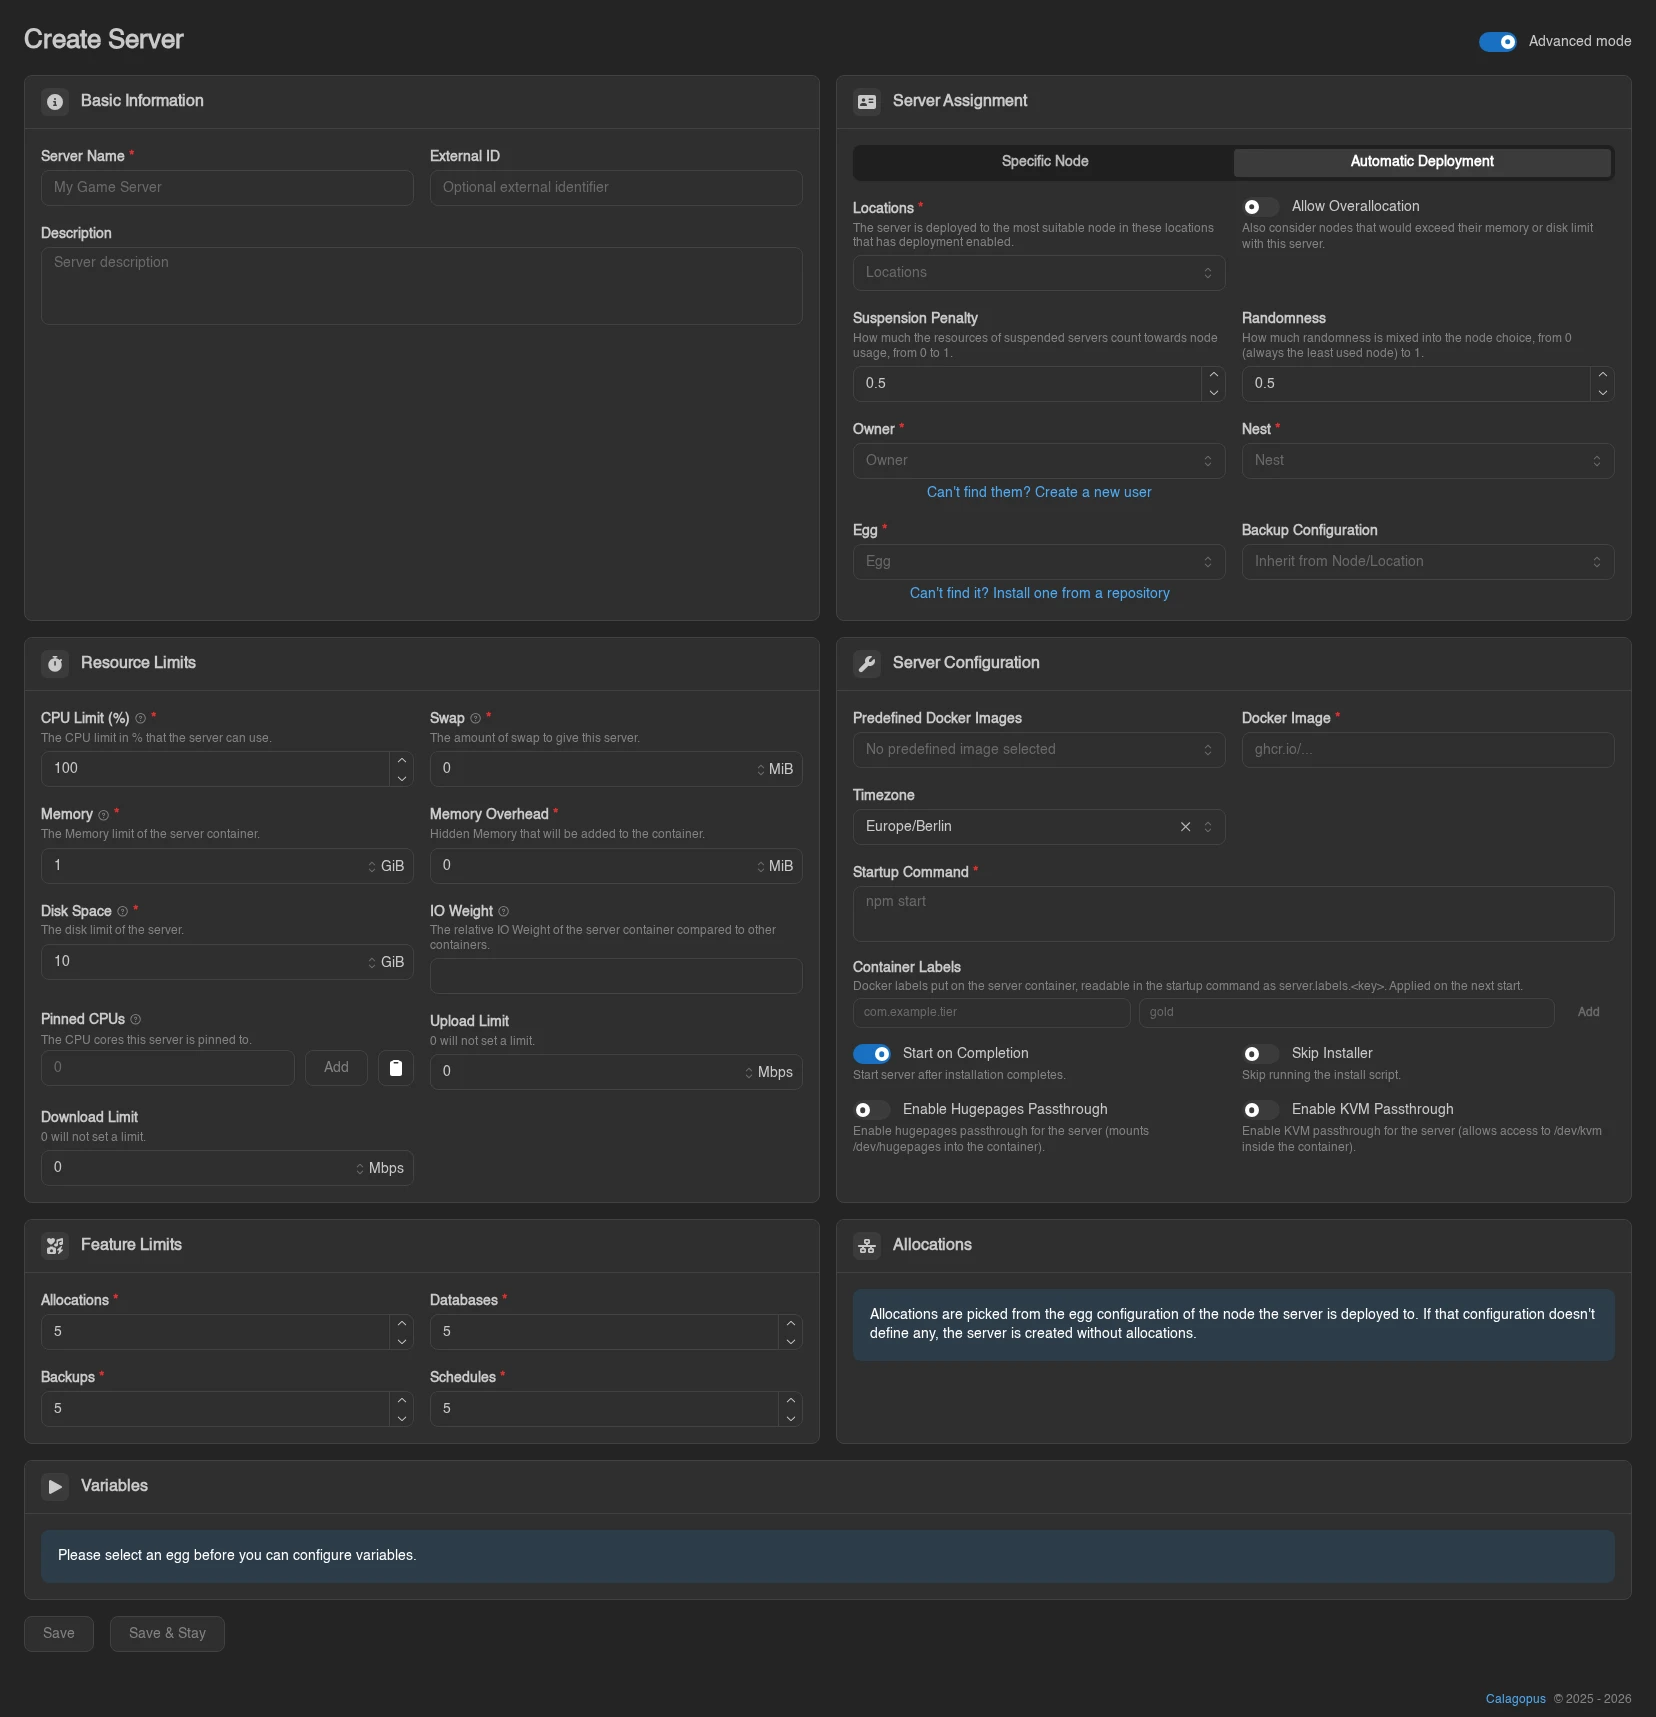 Create Server
Advanced mode
Basic Information
Server Name *
External ID
My Game Server
Optional external identifier
Description
Server description
Server Assignment
Specific Node
Automatic Deployment
Locations *
The server is deployed to the most suitable node in these locations
that has deployment enabled.
Locations
Allow Overallocation
Also consider nodes that would exceed their memory or disk limit
with this server.
Suspension Penalty
How much the resources of suspended servers count towards node
usage, from 0 to 1.
0.5
Randomness
How much randomness is mixed into the node choice, from 0
(always the least used node) to 1.
0.5
Owner *
Owner
Can't find them? Create a new user
Nest *
Nest
Egg *
Egg
Can't find it? Install one from a repository
Backup Configuration
Inherit from Node/Location
Resource Limits
CPU Limit (%) *
The CPU limit in % that the server can use.
100
Swap *
The amount of swap to give this server.
0
MiB
Memory *
The Memory limit of the server container.
1
GiB
Memory Overhead *
Hidden Memory that will be added to the container.
0
MiB
Disk Space *
The disk limit of the server.
10
GiB
IO Weight
The relative IO Weight of the server container compared to other
containers.
Pinned CPUs
The CPU cores this server is pinned to.
0
Add
Upload Limit
0 will not set a limit.
0
Mbps
Download Limit
0 will not set a limit.
0
Mbps
Server Configuration
Predefined Docker Images
No predefined image selected
Docker Image *
ghcr.io/...
Timezone
Europe/Berlin
Startup Command *
npm start
Container Labels
Docker labels put on the server container, readable in the startup command as server.labels.<key>. Applied on the next start.
com.example.tier
gold
Add
Start on Completion
Start server after installation completes.
Skip Installer
Skip running the install script.
Enable Hugepages Passthrough
Enable hugepages passthrough for the server (mounts
/dev/hugepages into the container).
Enable KVM Passthrough
Enable KVM passthrough for the server (allows access to /dev/kvm
inside the container).
Feature Limits
Allocations *
5
Databases *
5
Backups *
5
Schedules *
5
Allocations
Allocations are picked from the egg configuration of the node the server is deployed to. If that configuration doesn't
define any, the server is created without allocations.
Variables
Please select an egg before you can configure variables.
Save
Save & Stay
Calagopus © 2025 - 2026